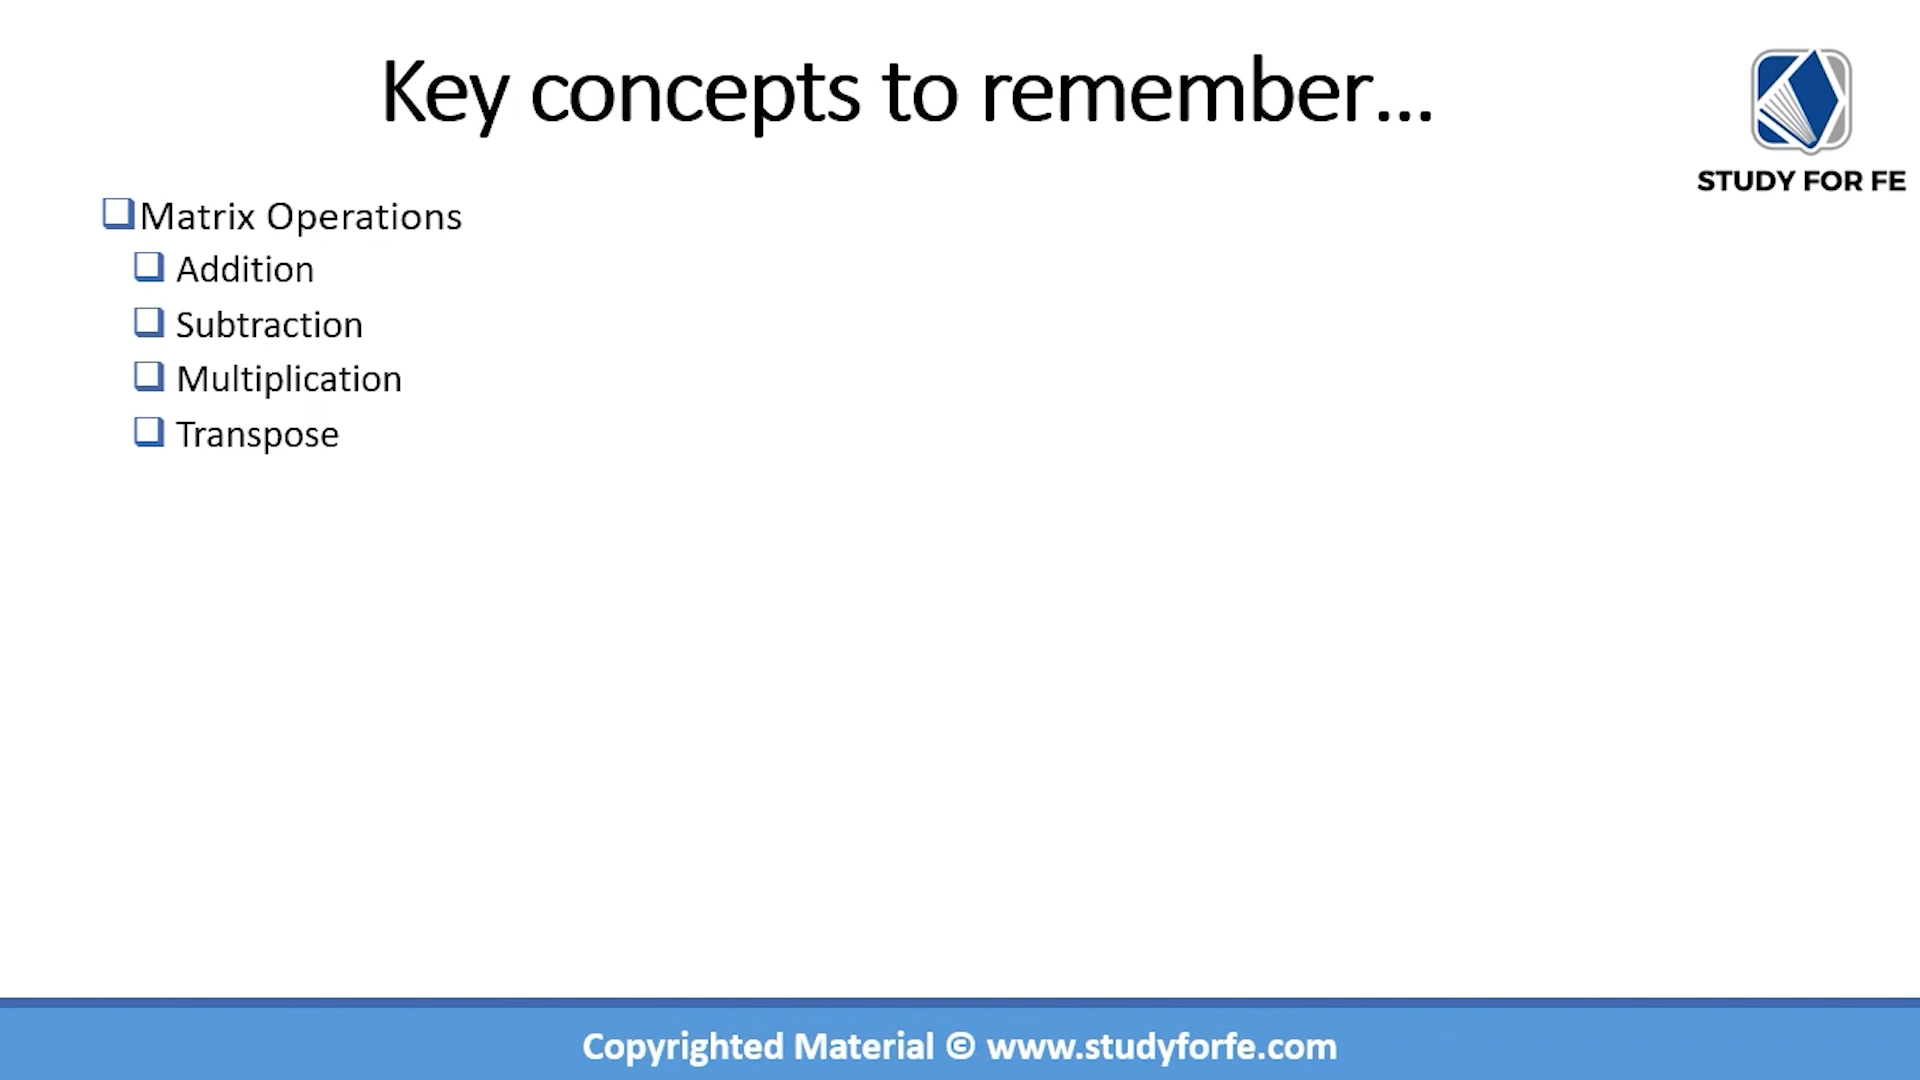 Key concepts to remember...
STUDY FOR FE
Matrix Operations
Addition
Subtraction
Multiplication
Transpose
Copyrighted Material © www.studyforfe.com